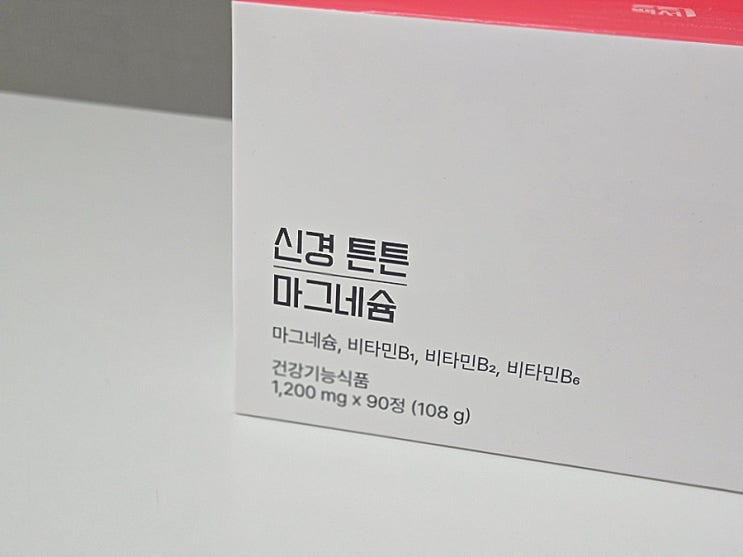 신경 튼튼
마그네슘
마그네슘, 비타민B₁, 비타민B₂, 비타민B₆
건강기능식품
1,200 mg x 90정 (108 g)